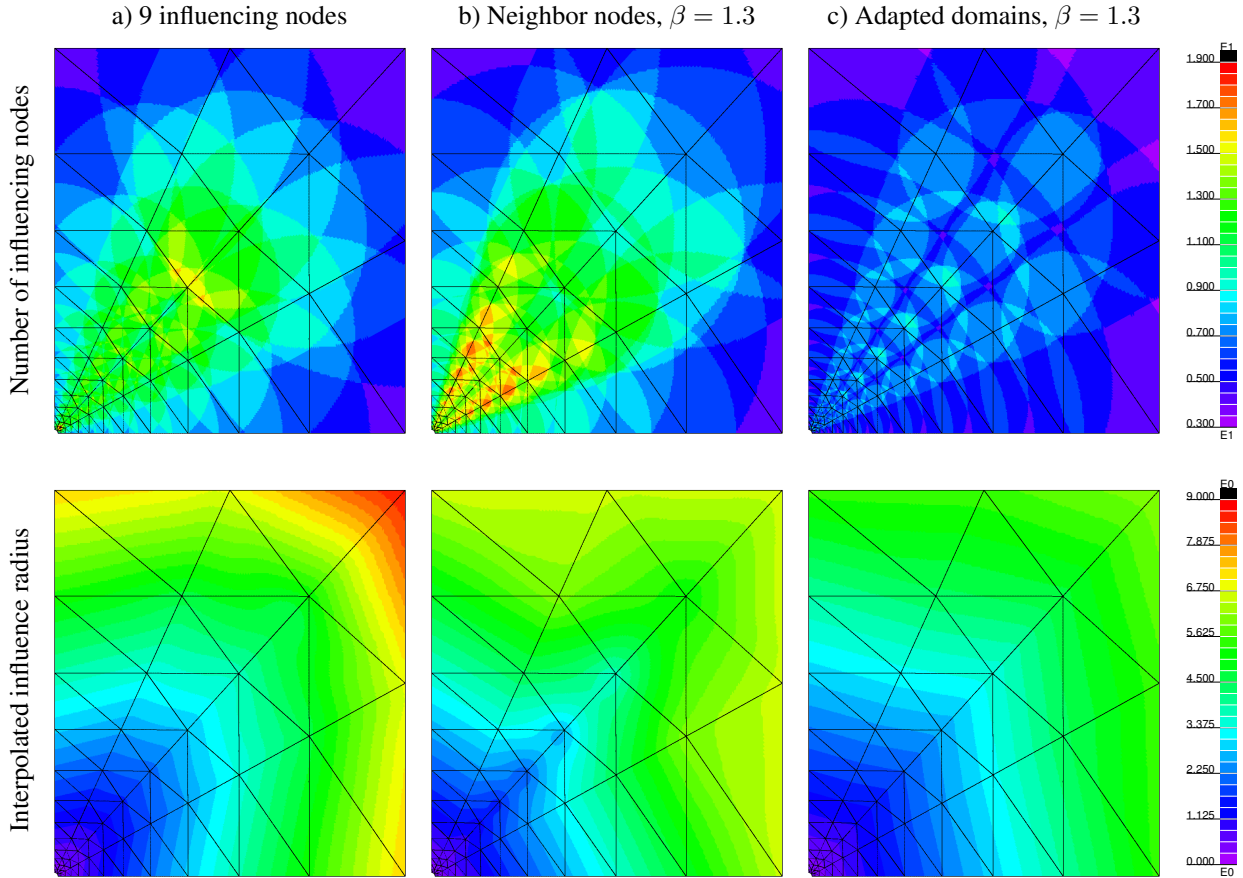 a) 9 influencing nodes
b) Neighbor nodes, β = 1.3
c) Adapted domains, β = 1.3
Number of influencing nodes
E1
1.900
1.700
1.500
1.300
1.100
0.900
0.700
0.500
0.300
E1
Interpolated influence radius
E0
9.000
7.875
6.750
5.625
4.500
3.375
2.250
1.125
0.000
E0